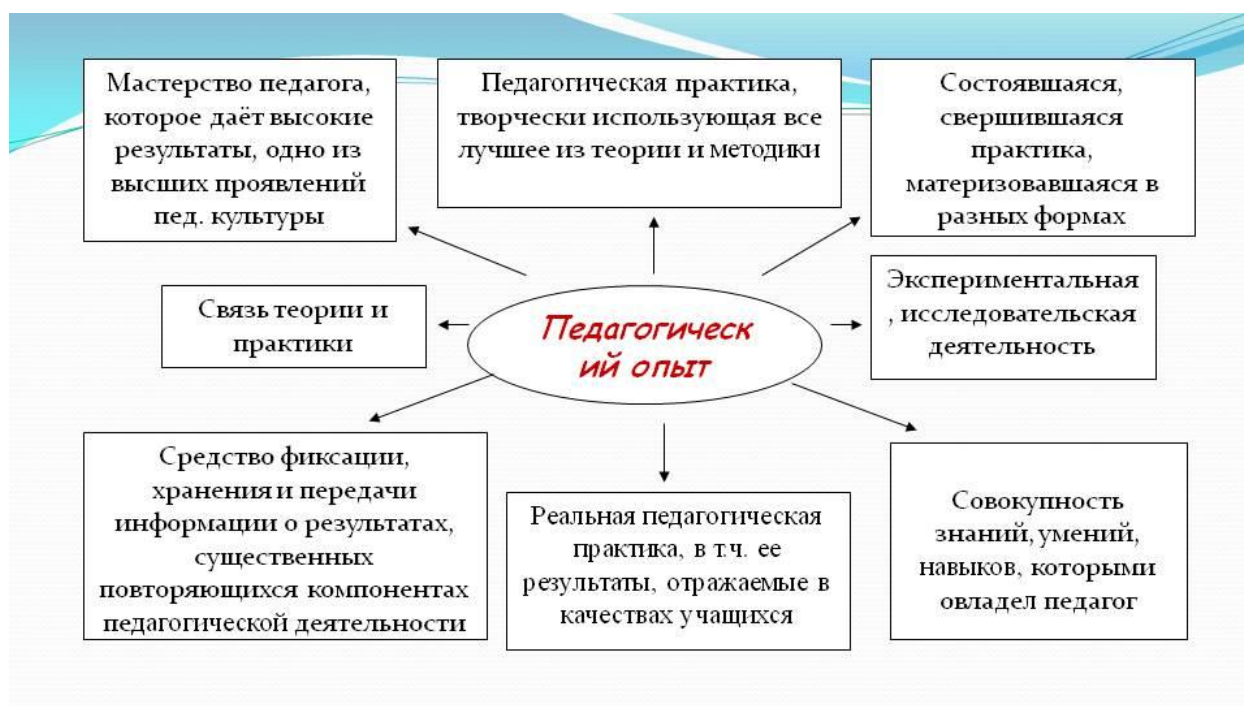 Мастерство педагога,
которое даёт высокие
результаты, одно из
высших проявлений
пед. культуры
Педагогическая практика,
творчески использующая все
лучшее из теории и методики
Состоявшаяся,
свершившаяся
практика,
материзовавшаяся в
разных формах
Связь теории и
практики
Педагогическ
ий опыт
Экспериментальная
, исследовательская
деятельность
Средство фиксации,
хранения и передачи
информации о результатах,
существенных
повторяющихся компонентах
педагогической деятельности
Реальная педагогическая
практика, в т.ч. ее
результаты, отражаемые в
качествах учащихся
Совокупность
знаний, умений,
навыков, которыми
овладел педагог